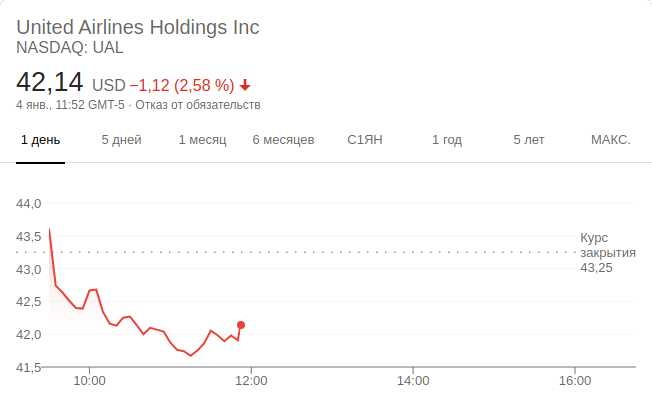 United Airlines Holdings Inc
NASDAQ: UAL
42,14 USD −1,12 (2,58 %) ↓
4 янв., 11:52 GMT-5 · Отказ от обязательств
1 день 5 дней 1 месяц 6 месяцев С1ЯН 1 год 5 лет МАКС.
44,0
43,5
43,0
42,5
42,0
41,5
Курс
закрытия
43,25
10:00 12:00 14:00 16:00